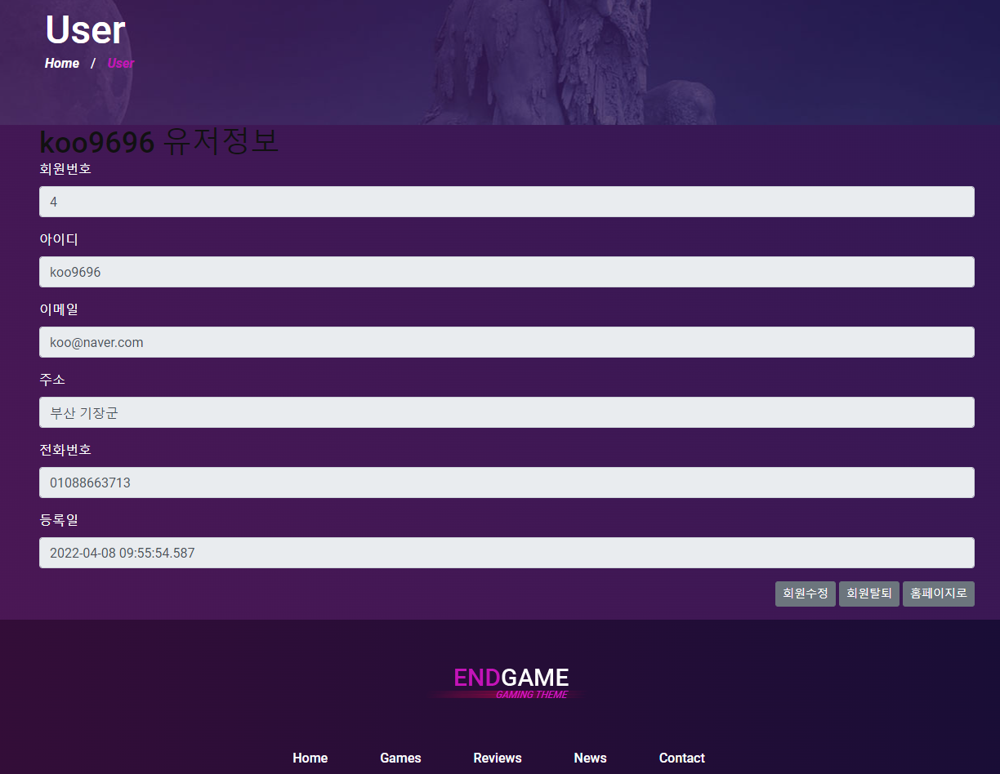 User
Home / User
koo9696 유저정보
회원번호
4
아이디
koo9696
이메일
koo@naver.com
주소
부산 기장군
전화번호
01088663713
등록일
2022-04-08 09:55:54.587
회원수정 회원탈퇴 홈페이지로
ENDGAME
GAMING THEME
Home Games Reviews News Contact